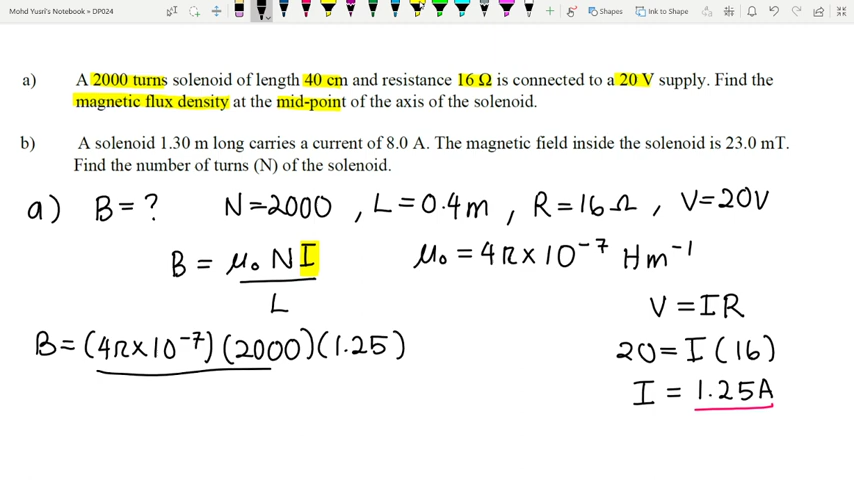 Mohd Yusri's Notebook » DP024
Shapes Ink to Shape
a) A 2000 turns solenoid of length 40 cm and resistance 16 Ω is connected to a 20 V supply. Find the
magnetic flux density at the mid-point of the axis of the solenoid.
b) A solenoid 1.30 m long carries a current of 8.0 A. The magnetic field inside the solenoid is 23.0 mT.
Find the number of turns (N) of the solenoid.
a) B = ? N = 2000 , L = 0.4 m , R = 16 Ω , V = 20V
B = μ₀ N I μ₀ = 4π × 10⁻⁷ Hm⁻¹
L
V = IR
B = (4π×10⁻⁷)(2000)(1.25)
20 = I (16)
I = 1.25A